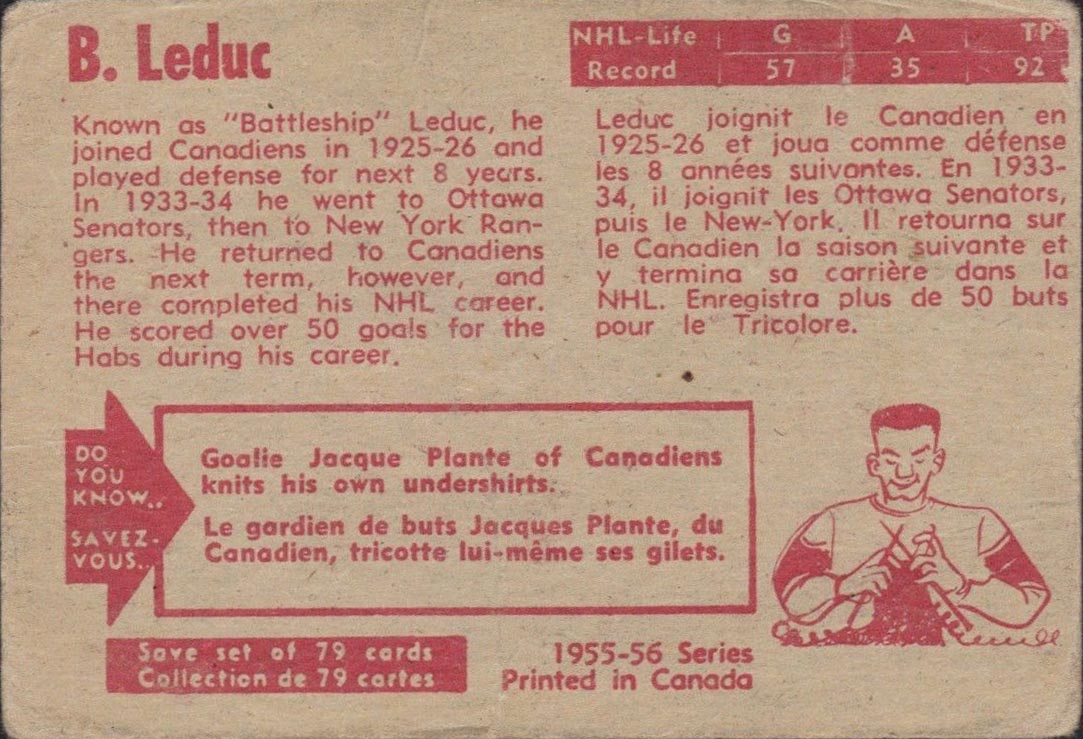 B. Leduc
NHL-Life G A TP
Record 57 35 92
Known as "Battleship" Leduc, he
joined Canadiens in 1925-26 and
played defense for next 8 years.
In 1933-34 he went to Ottawa
Senators, then to New York Ran-
gers. He returned to Canadiens
the next term, however, and
there completed his NHL career.
He scored over 50 goals for the
Habs during his career.
Leduc joignit le Canadien en
1925-26 et joua comme défense
les 8 années suivantes. En 1933-
34, il joignit les Ottawa Senators,
puis le New-York. Il retourna sur
le Canadien la saison suivante et
y termina sa carrière dans la
NHL. Enregistra plus de 50 buts
pour le Tricolore.
DO
YOU
KNOW..
SAVEZ-
VOUS..
Goalie Jacque Plante of Canadiens
knits his own undershirts.
Le gardien de buts Jacques Plante, du
Canadien, tricotte lui-même ses gilets.
Save set of 79 cards
Collection de 79 cartes
1955-56 Series
Printed in Canada